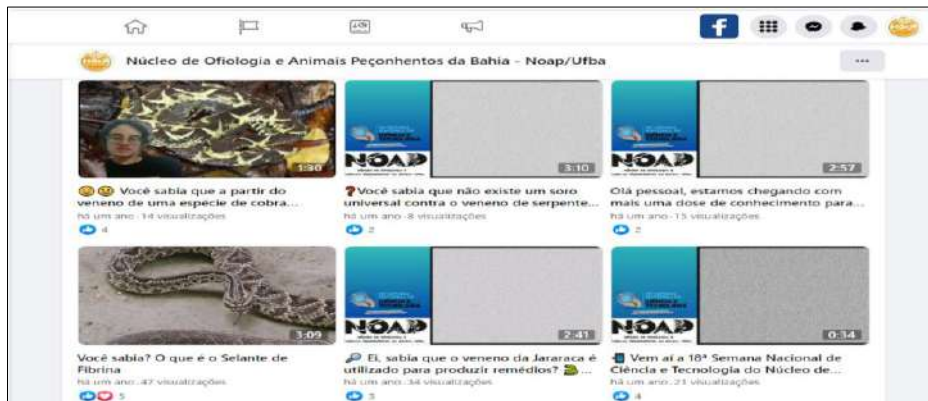 Núcleo de Ofiologia e Animais Peçonhentos da Bahia - Noap/Ufba
1:30
NOAP
3:10
NOAP
2:57
Você sabia que a partir do
veneno de uma espécie de cobra...
há um ano · 14 visualizações
4
❓Você sabia que não existe um soro
universal contra o veneno de serpente...
há um ano · 8 visualizações
2
Olá pessoal, estamos chegando com
mais uma dose de conhecimento para...
há um ano · 15 visualizações
2
3:09
NOAP
2:41
NOAP
0:34
Você sabia? O que é o Selante de
Fibrina
há um ano · 47 visualizações
5
🔎 Ei, sabia que o veneno da Jararaca é
utilizado para produzir remédios?
há um ano · 34 visualizações
3
Vem aí a 18ª Semana Nacional de
Ciência e Tecnologia do Núcleo de...
há um ano · 21 visualizações
4